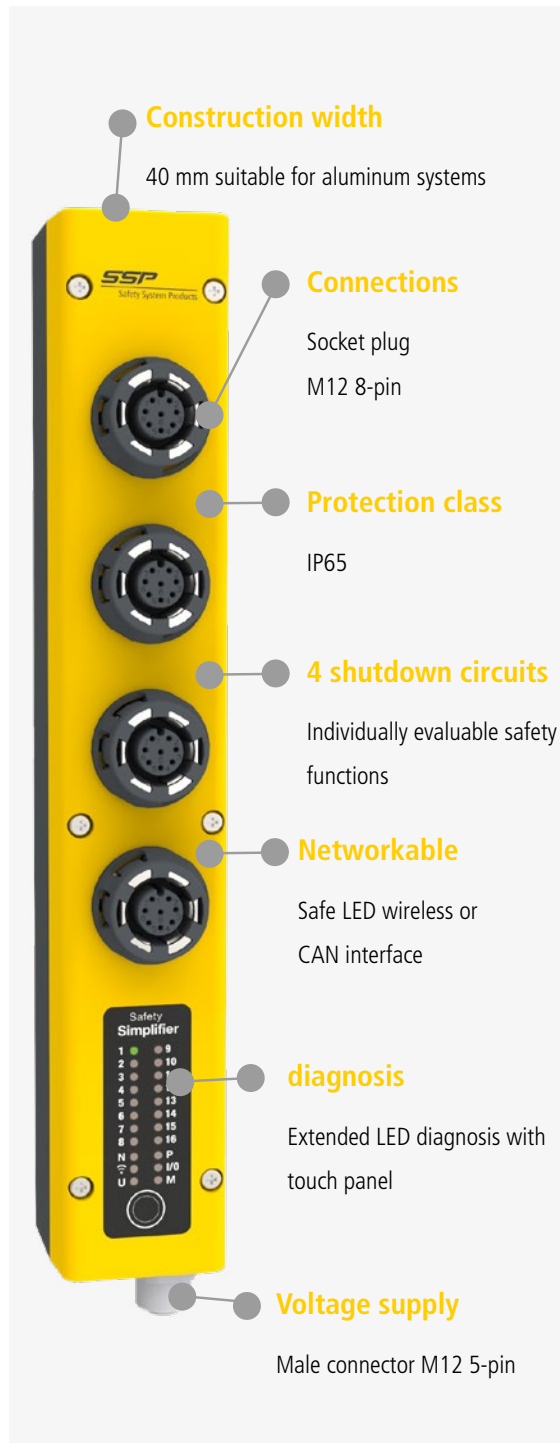 Construction width
40 mm suitable for aluminum systems
SSP
Safety System Products
Connections
Socket plug
M12 8-pin
Protection class
IP65
4 shutdown circuits
Individually evaluable safety
functions
Networkable
Safe LED wireless or
CAN interface
Safety
Simplifier
1 9
2 10
3
4
5 13
6 14
7 15
8 16
N P
I/0
U M
diagnosis
Extended LED diagnosis with
touch panel
Voltage supply
Male connector M12 5-pin